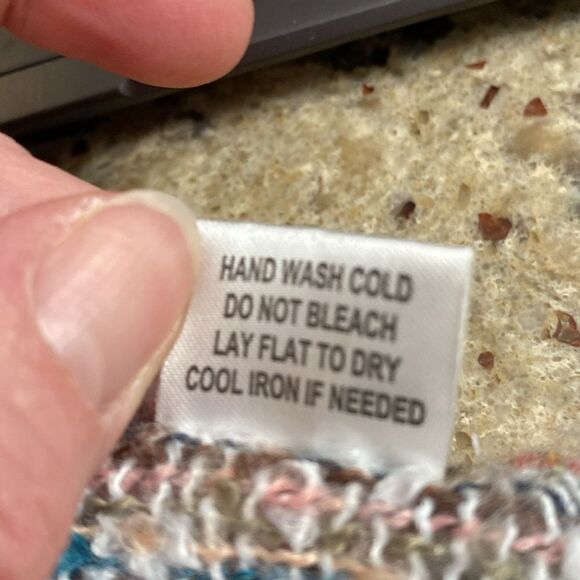 HAND WASH COLD
DO NOT BLEACH
LAY FLAT TO DRY
COOL IRON IF NEEDED